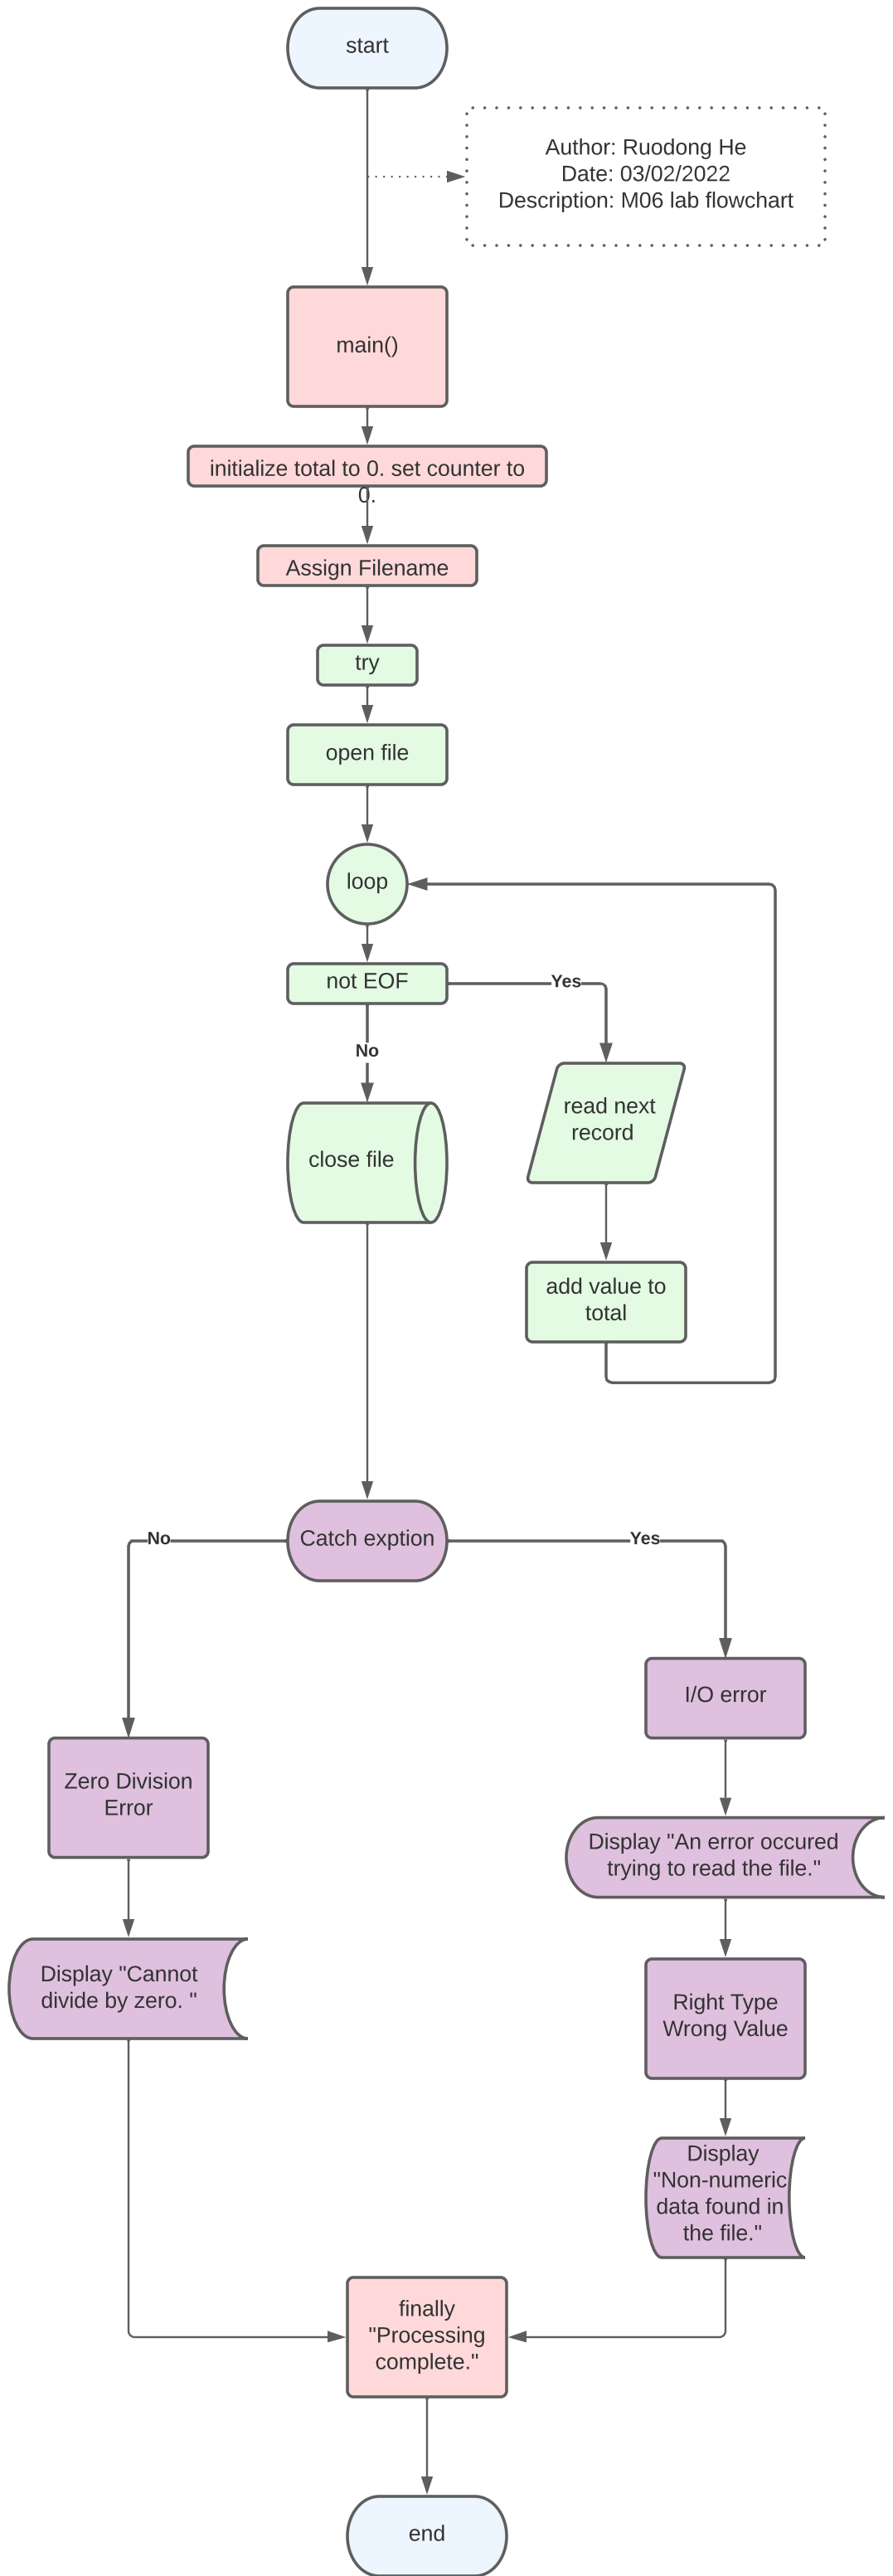 start
Author: Ruodong He
Date: 03/02/2022
Description: M06 lab flowchart
main()
initialize total to 0. set counter to
0.
Assign Filename
try
open file
loop
not EOF
Yes
No
read next
record
close file
add value to
total
Catch exption
No
Yes
I/O error
Zero Division
Error
Display "An error occured
trying to read the file."
Display "Cannot
divide by zero. "
Right Type
Wrong Value
Display
"Non-numeric
data found in
the file."
finally
"Processing
complete."
end